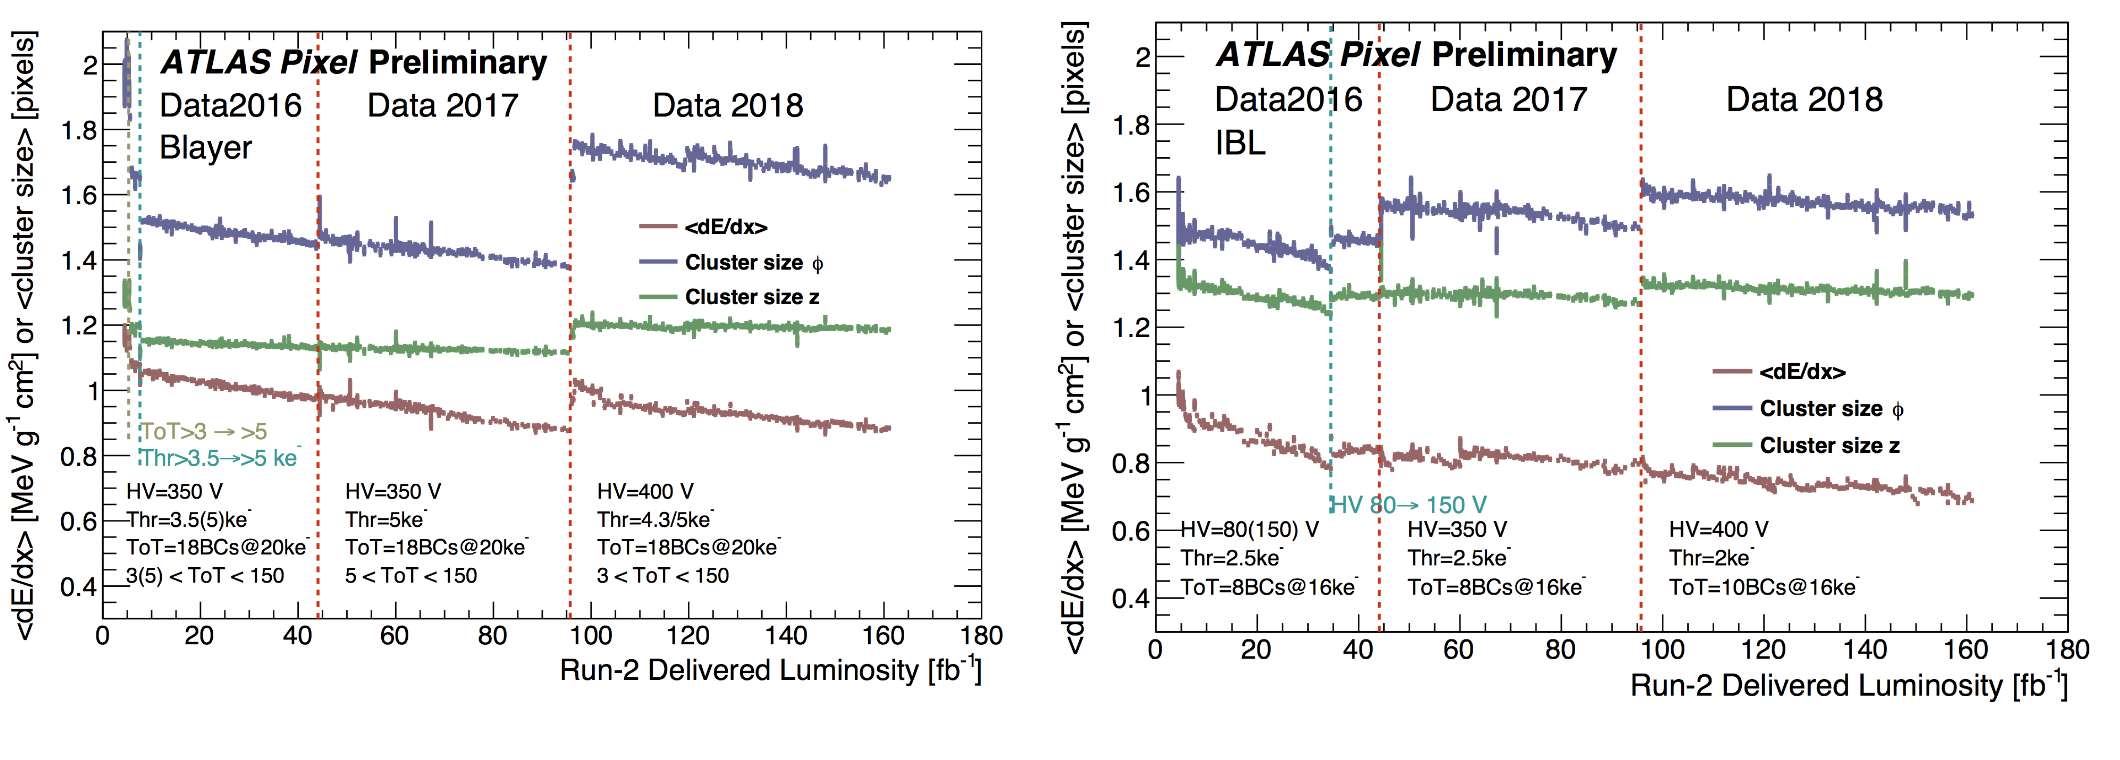 <dE/dx> [MeV g⁻¹ cm²] or <cluster size> [pixels]
2
1.8
1.6
1.4
1.2
1
0.8
0.6
0.4
ATLAS Pixel Preliminary
Data2016 Data 2017 Data 2018
Blayer
<dE/dx>
Cluster size ϕ
Cluster size z
ToT>3 → >5
Thr>3.5→>5 ke⁻
HV=350 V
Thr=3.5(5)ke⁻
ToT=18BCs@20ke⁻
3(5) < ToT < 150
HV=350 V
Thr=5ke⁻
ToT=18BCs@20ke⁻
5 < ToT < 150
HV=400 V
Thr=4.3/5ke⁻
ToT=18BCs@20ke⁻
3 < ToT < 150
0 20 40 60 80 100 120 140 160 180
Run-2 Delivered Luminosity [fb⁻¹]
<dE/dx> [MeV g⁻¹ cm²] or <cluster size> [pixels]
2
1.8
1.6
1.4
1.2
1
0.8
0.6
0.4
ATLAS Pixel Preliminary
Data2016 Data 2017 Data 2018
IBL
<dE/dx>
Cluster size ϕ
Cluster size z
HV 80→ 150 V
HV=80(150) V
Thr=2.5ke⁻
ToT=8BCs@16ke⁻
HV=350 V
Thr=2.5ke⁻
ToT=8BCs@16ke⁻
HV=400 V
Thr=2ke⁻
ToT=10BCs@16ke⁻
0 20 40 60 80 100 120 140 160 180
Run-2 Delivered Luminosity [fb⁻¹]